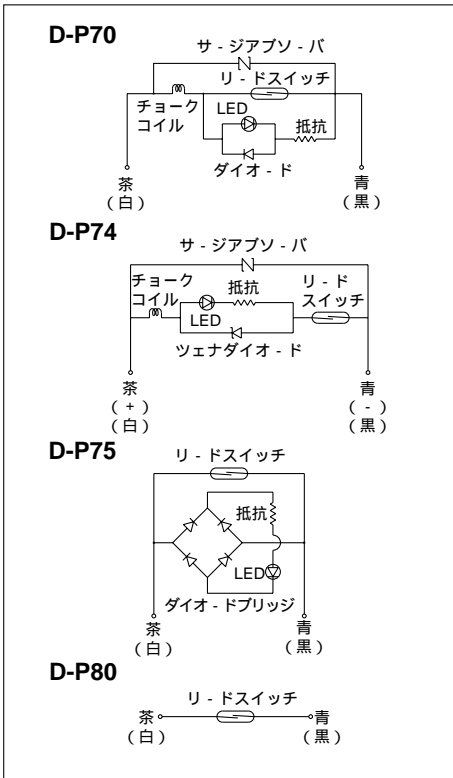 D-P70
サ - ジアブソ - バ
リ - ドスイッチ
チョーク
コイル
LED
抵抗
ダイオ - ド
茶
（白）
青
（黒）
D-P74
サ - ジアブソ - バ
チョーク
コイル
抵抗
リ - ド
スイッチ
LED
ツェナダイオ - ド
茶
（+）
（白）
青
（-）
（黒）
D-P75
リ - ドスイッチ
抵抗
LED
ダイオ - ドブリッジ
茶
（白）
青
（黒）
D-P80
リ - ドスイッチ
茶
（白）
青
（黒）